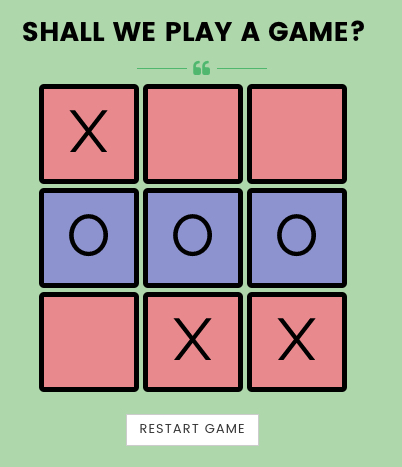 SHALL WE PLAY A GAME?
X
O O O
X X
RESTART GAME